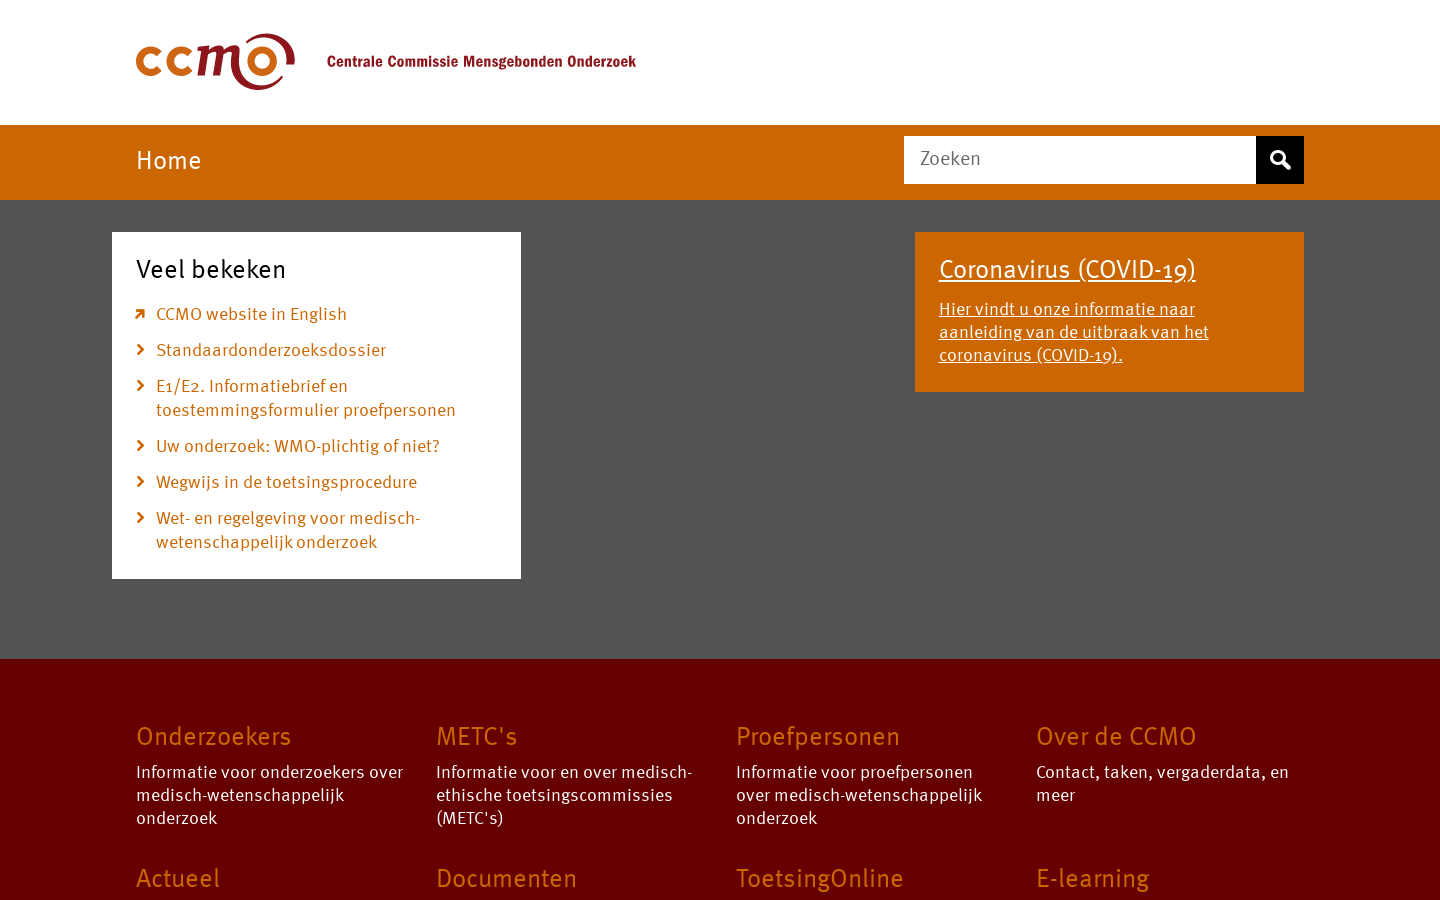 ccmo
Centrale Commissie Mensgebonden Onderzoek
Home
Zoeken
Veel bekeken
CCMO website in English
Standaardonderzoeksdossier
E1/E2. Informatiebrief en
toestemmingsformulier proefpersonen
Uw onderzoek: WMO-plichtig of niet?
Wegwijs in de toetsingsprocedure
Wet- en regelgeving voor medisch-
wetenschappelijk onderzoek
Coronavirus (COVID-19)
Hier vindt u onze informatie naar
aanleiding van de uitbraak van het
coronavirus (COVID-19).
Onderzoekers
Informatie voor onderzoekers over
medisch-wetenschappelijk
onderzoek
METC's
Informatie voor en over medisch-
ethische toetsingscommissies
(METC's)
Proefpersonen
Informatie voor proefpersonen
over medisch-wetenschappelijk
onderzoek
Over de CCMO
Contact, taken, vergaderdata, en
meer
Actueel
Documenten
ToetsingOnline
E-learning